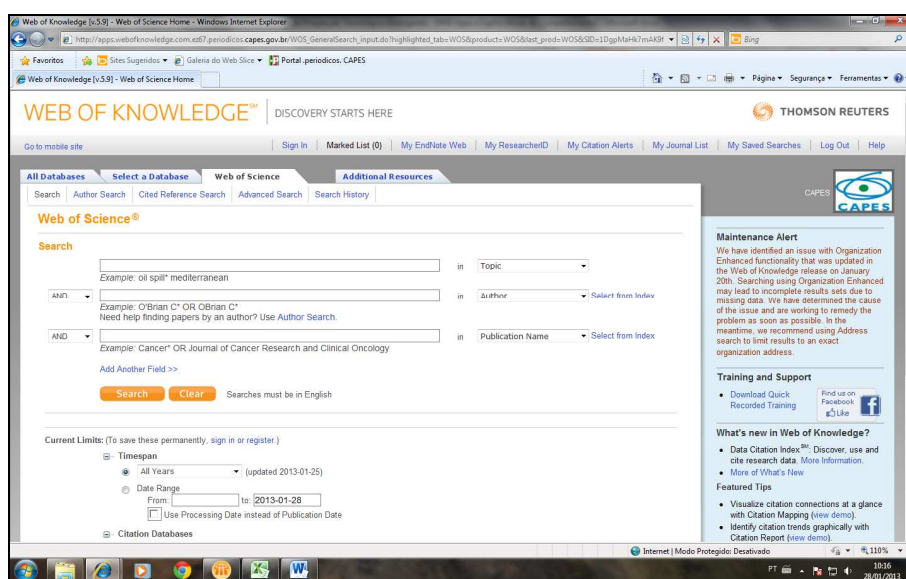 Web of Knowledge [v.5.9] - Web of Science Home - Windows Internet Explorer
http://apps.webofknowledge.com.ez67.periodicos.capes.gov.br/WOS_GeneralSearch_input.do?highlighted_tab=WOS&product=WOS&last_prod=WOS&SID=1DgpMaHk7mAK9f
Bing
Favoritos Sites Sugeridos Galeria do Web Slice Portal .periodicos. CAPES
Web of Knowledge [v.5.9] - Web of Science Home
Página Segurança Ferramentas
WEB OF KNOWLEDGE℠ DISCOVERY STARTS HERE
THOMSON REUTERS
Go to mobile site Sign In Marked List (0) My EndNote Web My ResearcherID My Citation Alerts My Journal List My Saved Searches Log Out Help
All Databases Select a Database Web of Science Additional Resources
Search Author Search Cited Reference Search Advanced Search Search History
Web of Science®
Search
in Topic
Example: oil spill* mediterranean
AND in Author Select from Index
Example: O'Brian C* OR OBrian C*
Need help finding papers by an author? Use Author Search.
AND in Publication Name Select from Index
Example: Cancer* OR Journal of Cancer Research and Clinical Oncology
Add Another Field >>
Search Clear Searches must be in English
Current Limits: (To save these permanently, sign in or register.)
Timespan
All Years (updated 2013-01-25)
Date Range
From: to: 2013-01-28
Use Processing Date instead of Publication Date
Citation Databases
CAPES
CAPES
Maintenance Alert
We have identified an issue with Organization
Enhanced functionality that was updated in
the Web of Knowledge release on January
20th. Searching using Organization Enhanced
may lead to incomplete results sets due to
missing data. We have determined the cause
of the issue and are working to remedy the
problem as soon as possible. In the
meantime, we recommend using Address
search to limit results to an exact
organization address.
Training and Support
Download Quick
Recorded Training
Find us on
Facebook
Like
What's new in Web of Knowledge?
Data Citation Index℠: Discover, use and
cite research data. More Information.
More of What's New
Featured Tips
Visualize citation connections at a glance
with Citation Mapping (view demo).
Identify citation trends graphically with
Citation Report (view demo).
Internet | Modo Protegido: Desativado 110%
PT 10:16
28/01/2013